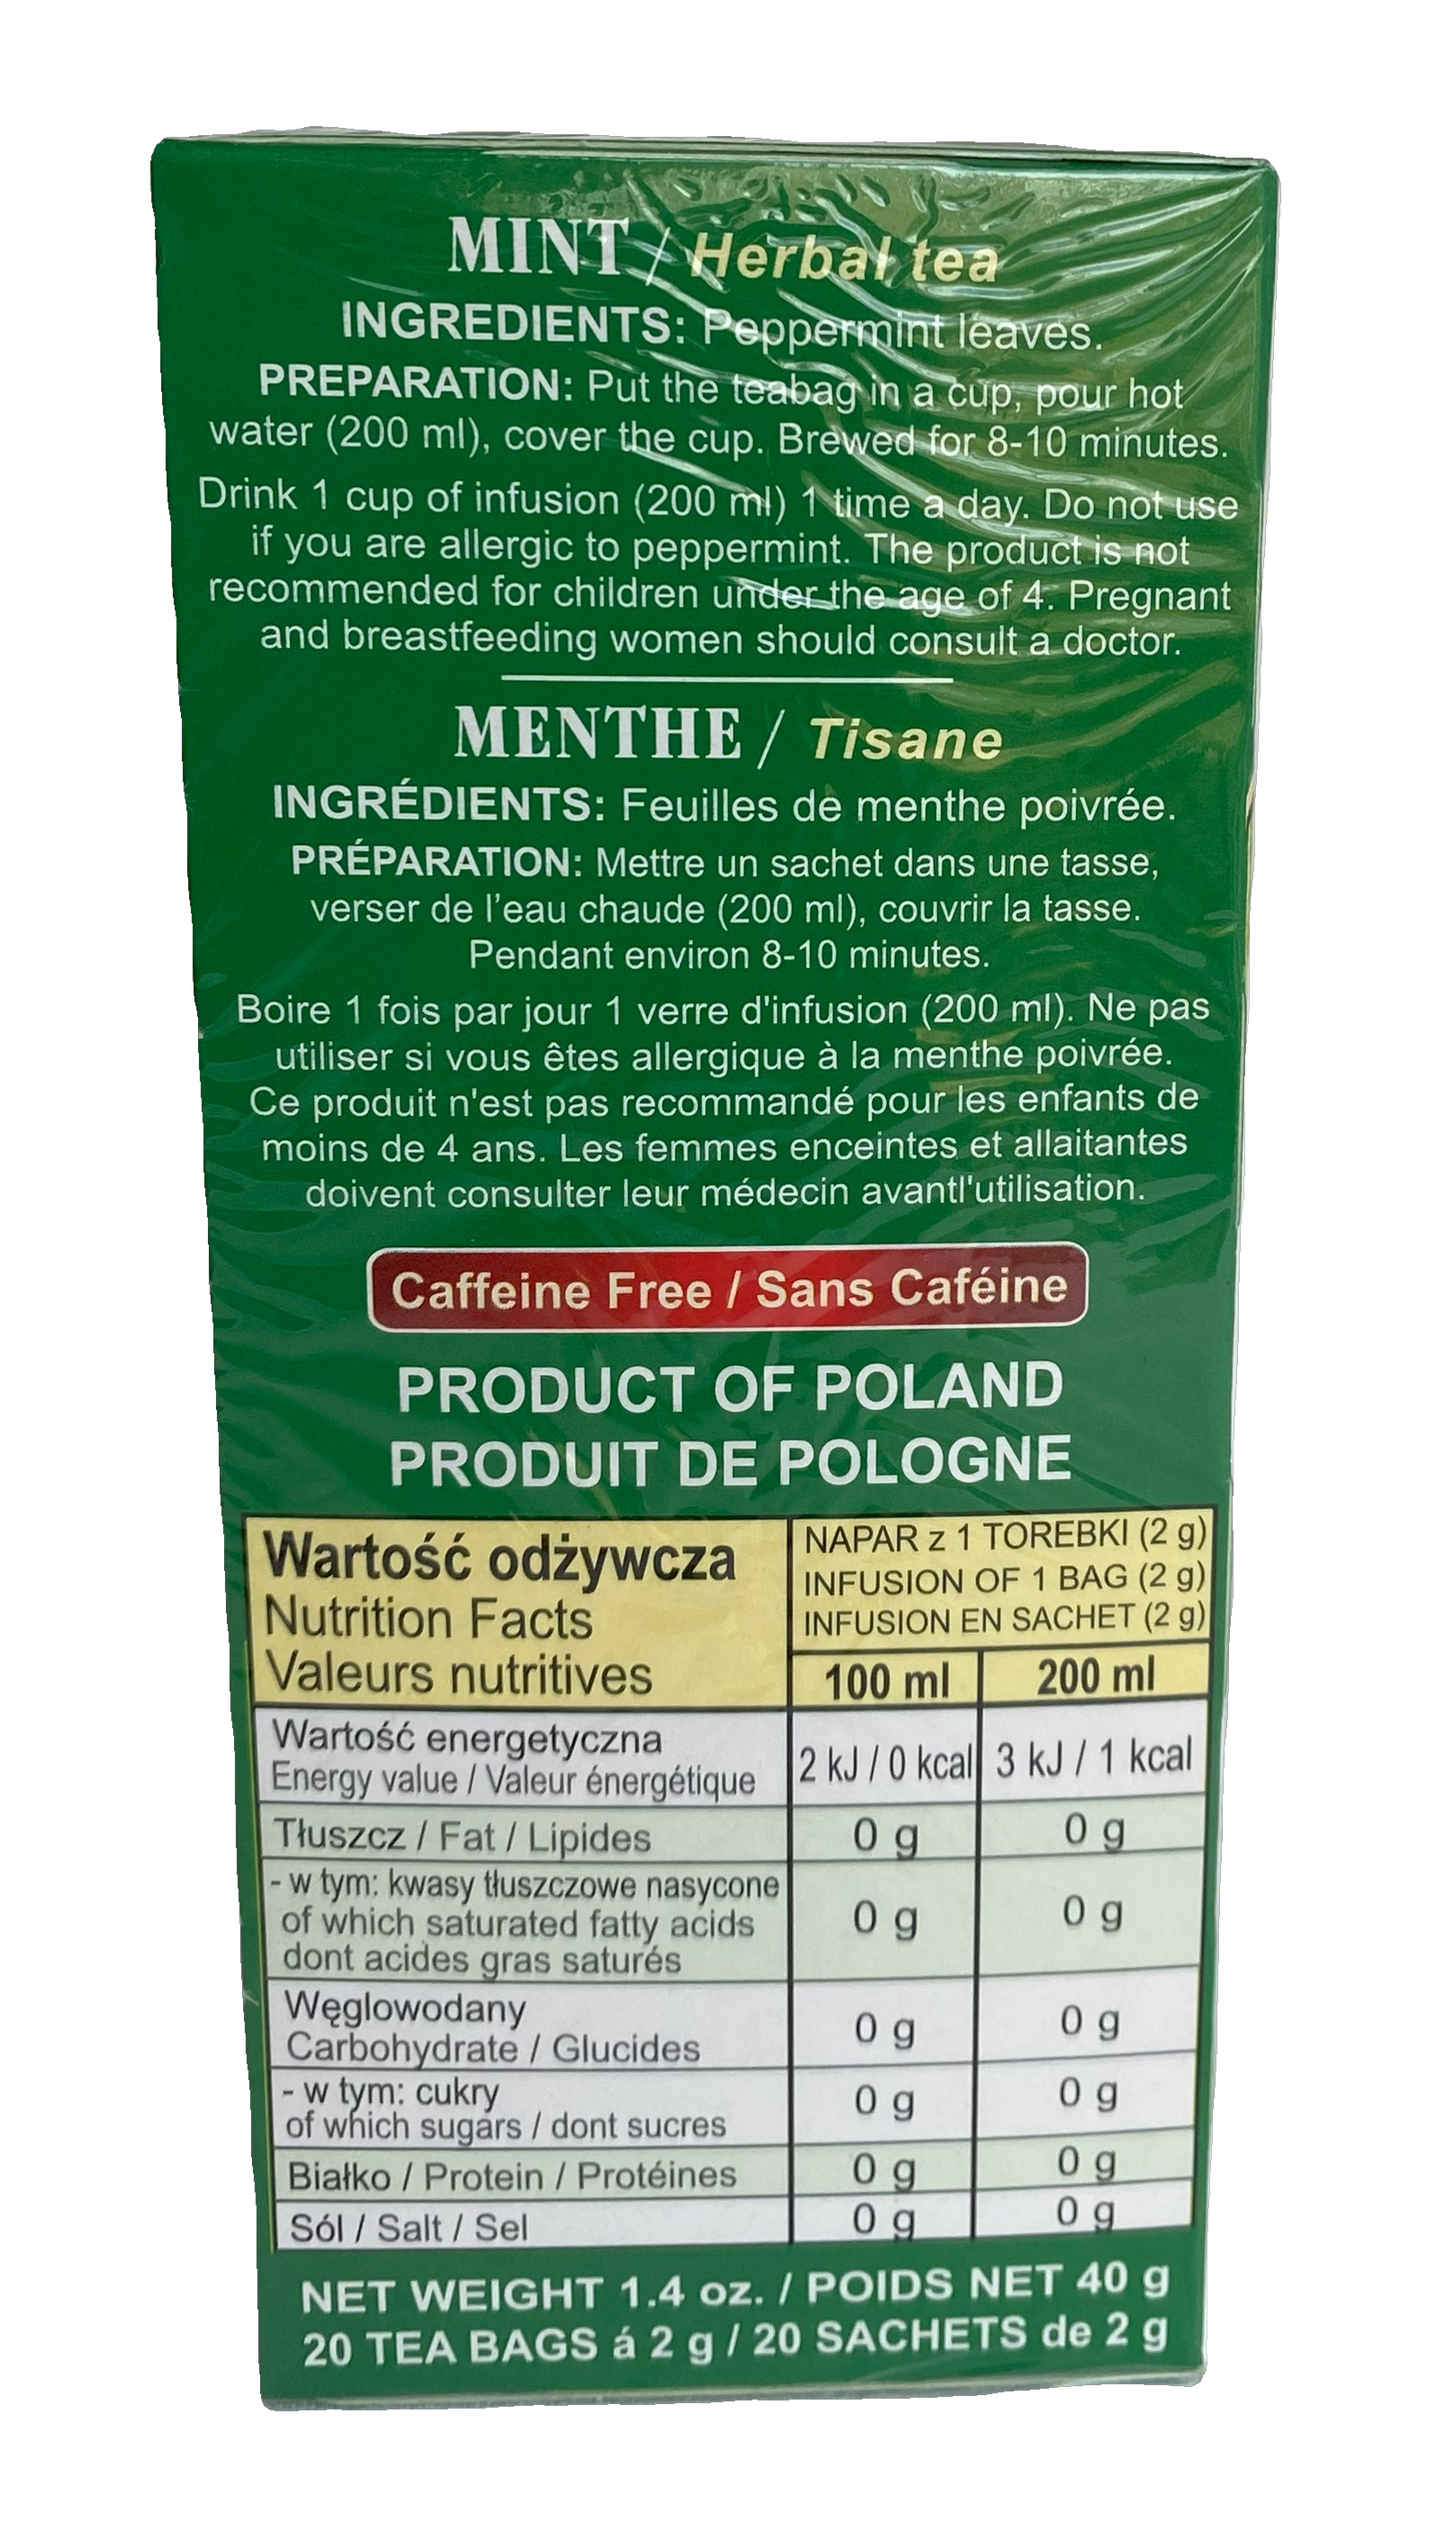 MINT / Herbal tea
INGREDIENTS: Peppermint leaves.
PREPARATION: Put the teabag in a cup, pour hot
water (200 ml), cover the cup. Brewed for 8-10 minutes.
Drink 1 cup of infusion (200 ml) 1 time a day. Do not use
if you are allergic to peppermint. The product is not
recommended for children under the age of 4. Pregnant
and breastfeeding women should consult a doctor.
MENTHE / Tisane
INGRÉDIENTS: Feuilles de menthe poivrée.
PRÉPARATION: Mettre un sachet dans une tasse,
verser de l'eau chaude (200 ml), couvrir la tasse.
Pendant environ 8-10 minutes.
Boire 1 fois par jour 1 verre d'infusion (200 ml). Ne pas
utiliser si vous êtes allergique à la menthe poivrée.
Ce produit n'est pas recommandé pour les enfants de
moins de 4 ans. Les femmes enceintes et allaitantes
doivent consulter leur médecin avantl'utilisation.
Caffeine Free / Sans Caféine
PRODUCT OF POLAND
PRODUIT DE POLOGNE
Wartość odżywcza
Nutrition Facts
Valeurs nutritives
NAPAR z 1 TOREBKI (2 g)
INFUSION OF 1 BAG (2 g)
INFUSION EN SACHET (2 g)
100 ml 200 ml
Wartość energetyczna
Energy value / Valeur énergétique 2 kJ / 0 kcal 3 kJ / 1 kcal
Tłuszcz / Fat / Lipides 0 g 0 g
- w tym: kwasy tłuszczowe nasycone
of which saturated fatty acids 0 g 0 g
dont acides gras saturés
Węglowodany
Carbohydrate / Glucides 0 g 0 g
- w tym: cukry
of which sugars / dont sucres 0 g 0 g
Białko / Protein / Protéines 0 g 0 g
Sól / Salt / Sel 0 g 0 g
NET WEIGHT 1.4 oz. / POIDS NET 40 g
20 TEA BAGS á 2 g / 20 SACHETS de 2 g